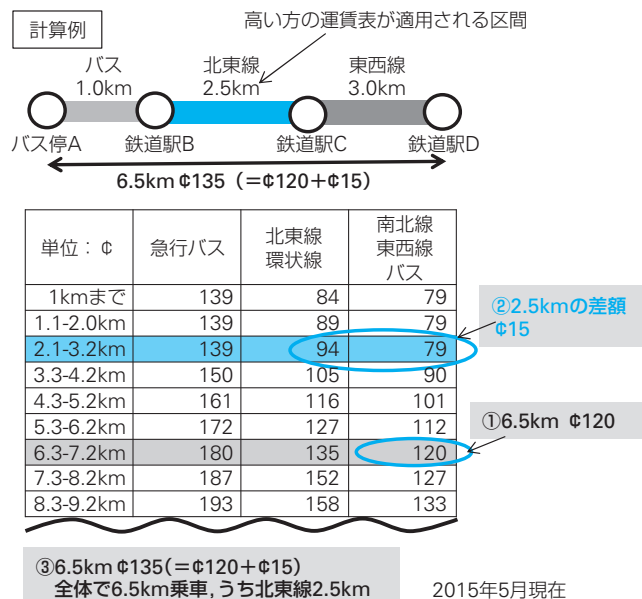 計算例
高い方の運賃表が適用される区間
バス 北東線 東西線
1.0km 2.5km 3.0km
バス停A 鉄道駅B 鉄道駅C 鉄道駅D
6.5km ¢135（=¢120+¢15）
単位：¢ 急行バス 北東線 環状線 南北線 東西線 バス
1kmまで 139 84 79
1.1-2.0km 139 89 79
2.1-3.2km 139 94 79
3.3-4.2km 150 105 90
4.3-5.2km 161 116 101
5.3-6.2km 172 127 112
6.3-7.2km 180 135 120
7.3-8.2km 187 152 127
8.3-9.2km 193 158 133
②2.5kmの差額
¢15
①6.5km ¢120
③6.5km ¢135(=¢120+¢15)
全体で6.5km乗車，うち北東線2.5km
2015年5月現在